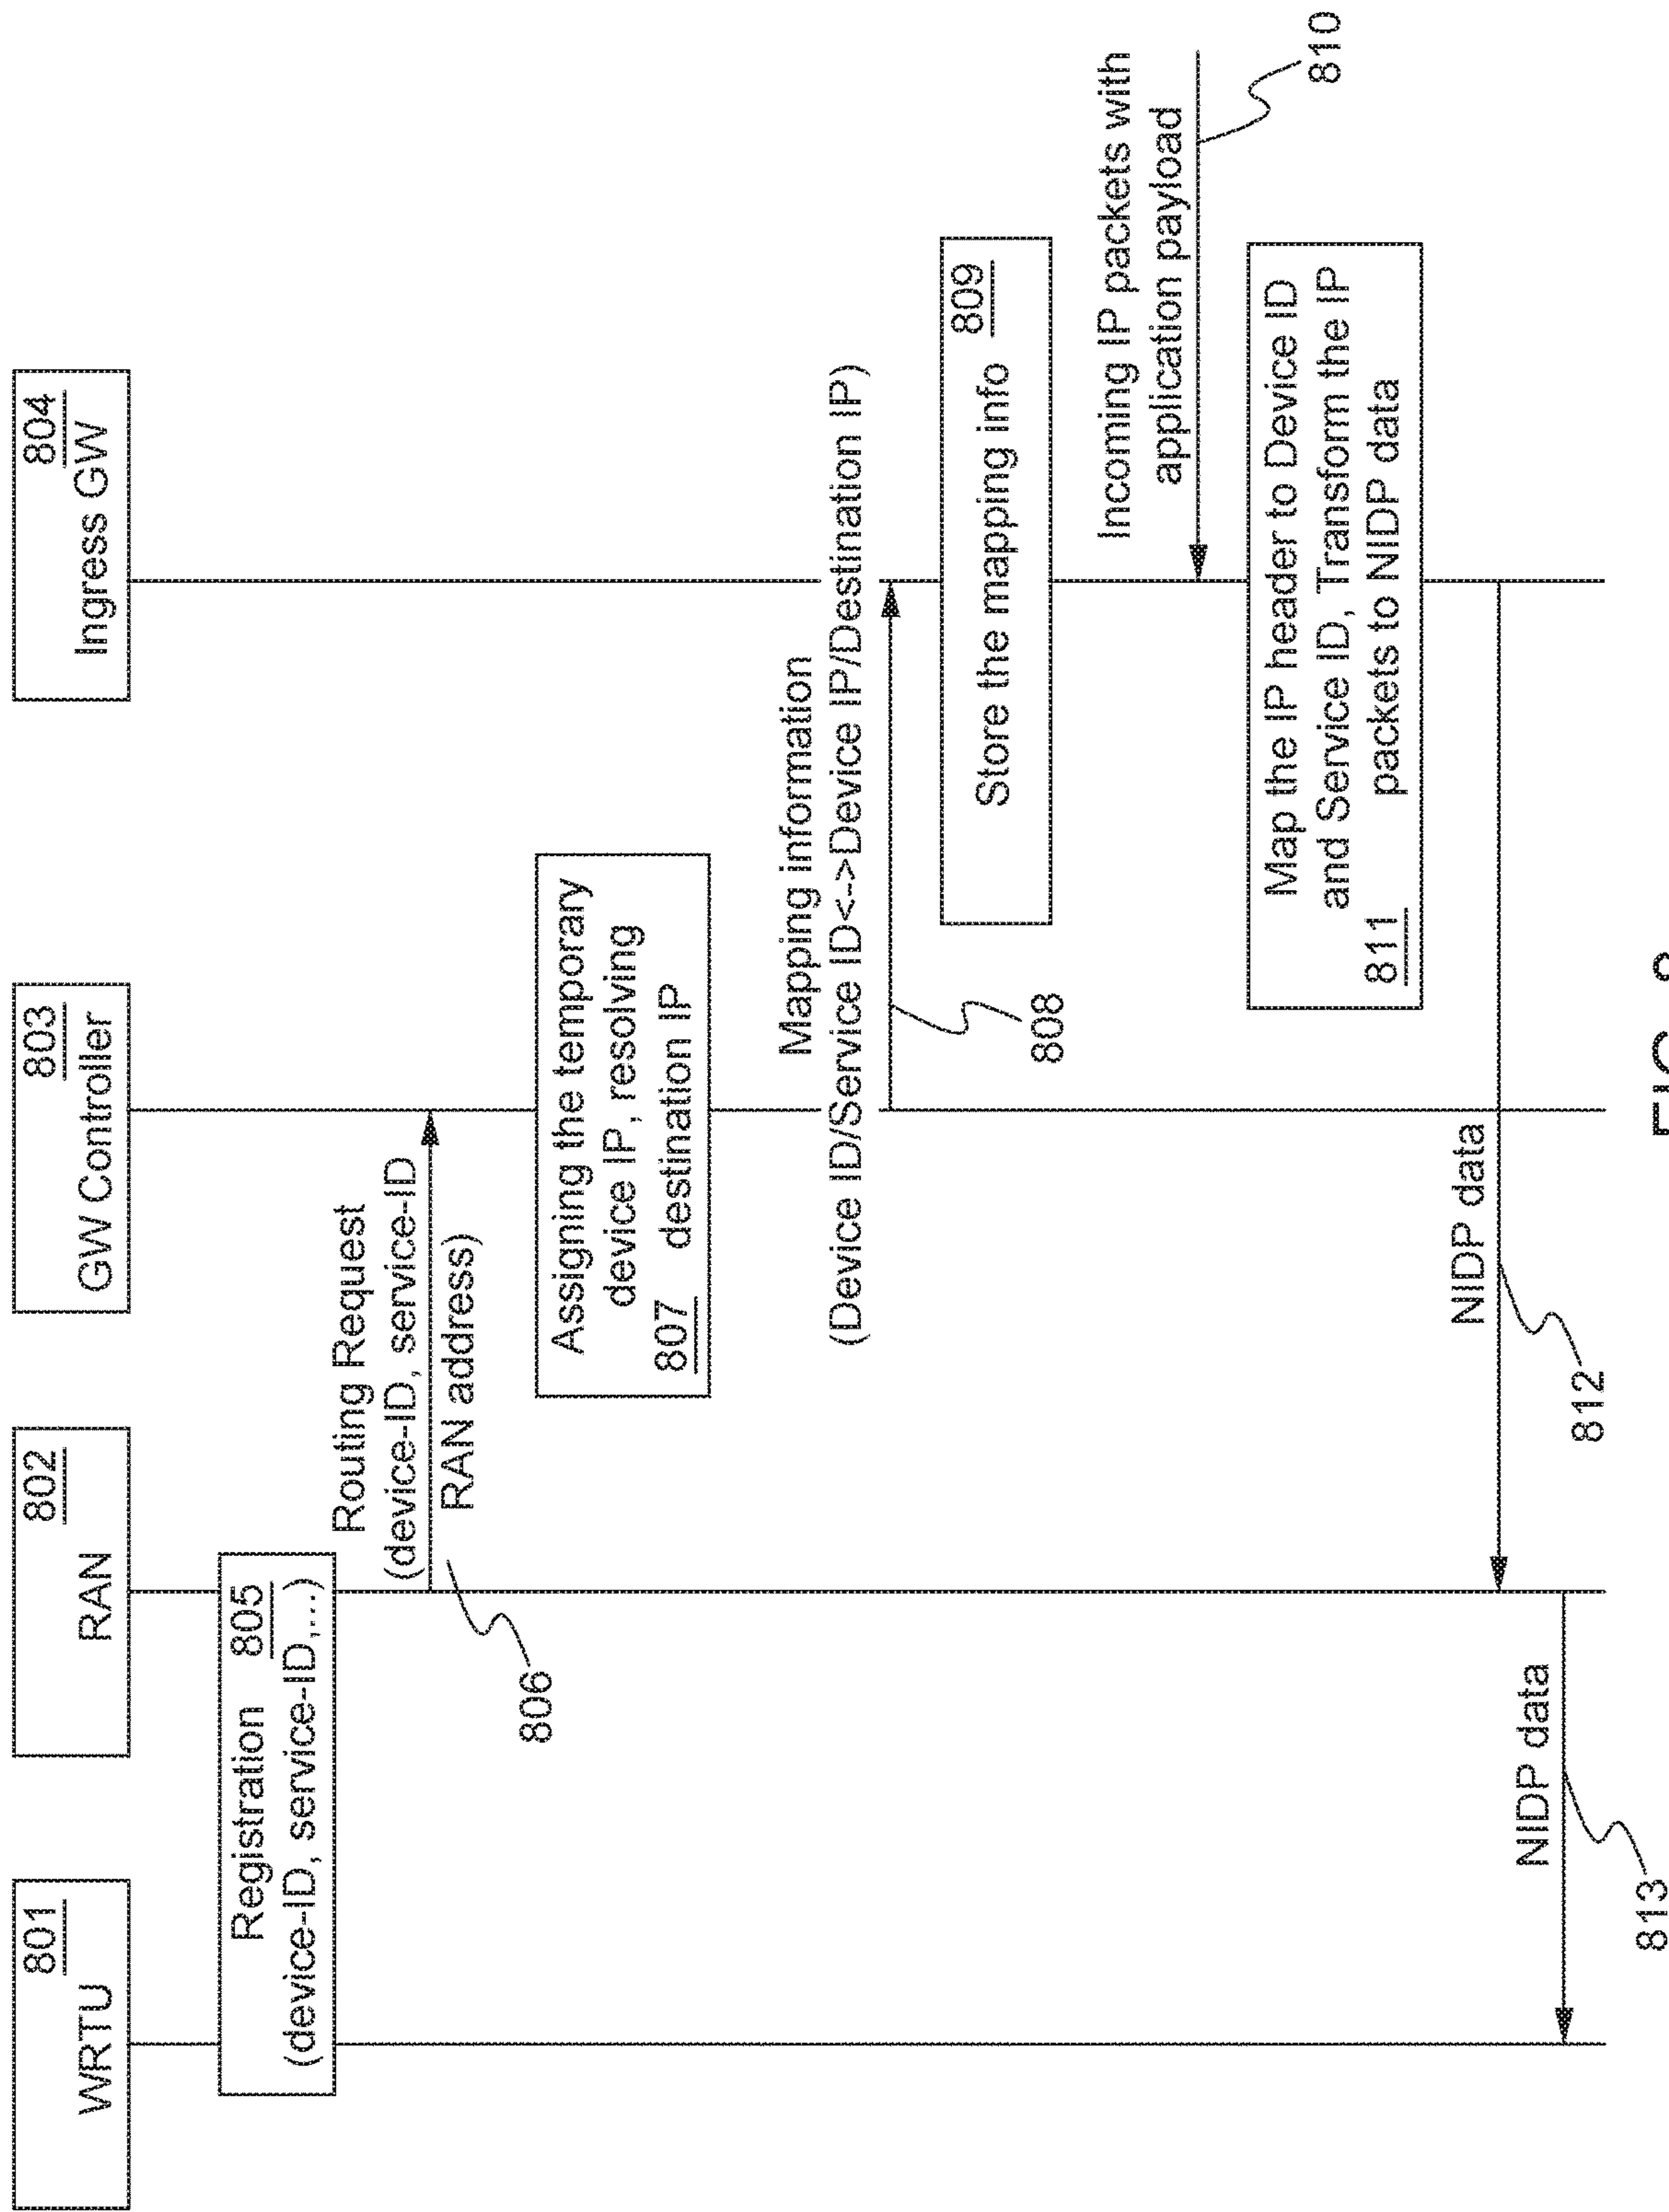 801
WRTU
802
RAN
803
GW Controller
804
Ingress GW
Registration 805
(device-ID, service-ID,...)
Routing Request
(device-ID, service-ID
RAN address)
806
Assigning the temporary
device IP, resolving
807 destination IP
Mapping information
(Device ID/Service ID<-->Device IP/Destination IP)
808
809
Store the mapping info
Incoming IP packets with
application payload
810
Map the IP header to Device ID
and Service ID, Transform the IP
811 packets to NIDP data
NIDP data
812
NIDP data
813